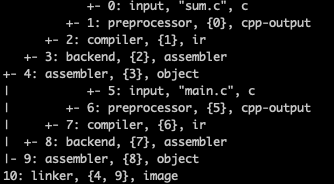 +- 0: input, "sum.c", c
         +- 1: preprocessor, {0}, cpp-output
      +- 2: compiler, {1}, ir
   +- 3: backend, {2}, assembler
+- 4: assembler, {3}, object
|           +- 5: input, "main.c", c
|        +- 6: preprocessor, {5}, cpp-output
|     +- 7: compiler, {6}, ir
|  +- 8: backend, {7}, assembler
|- 9: assembler, {8}, object
10: linker, {4, 9}, image